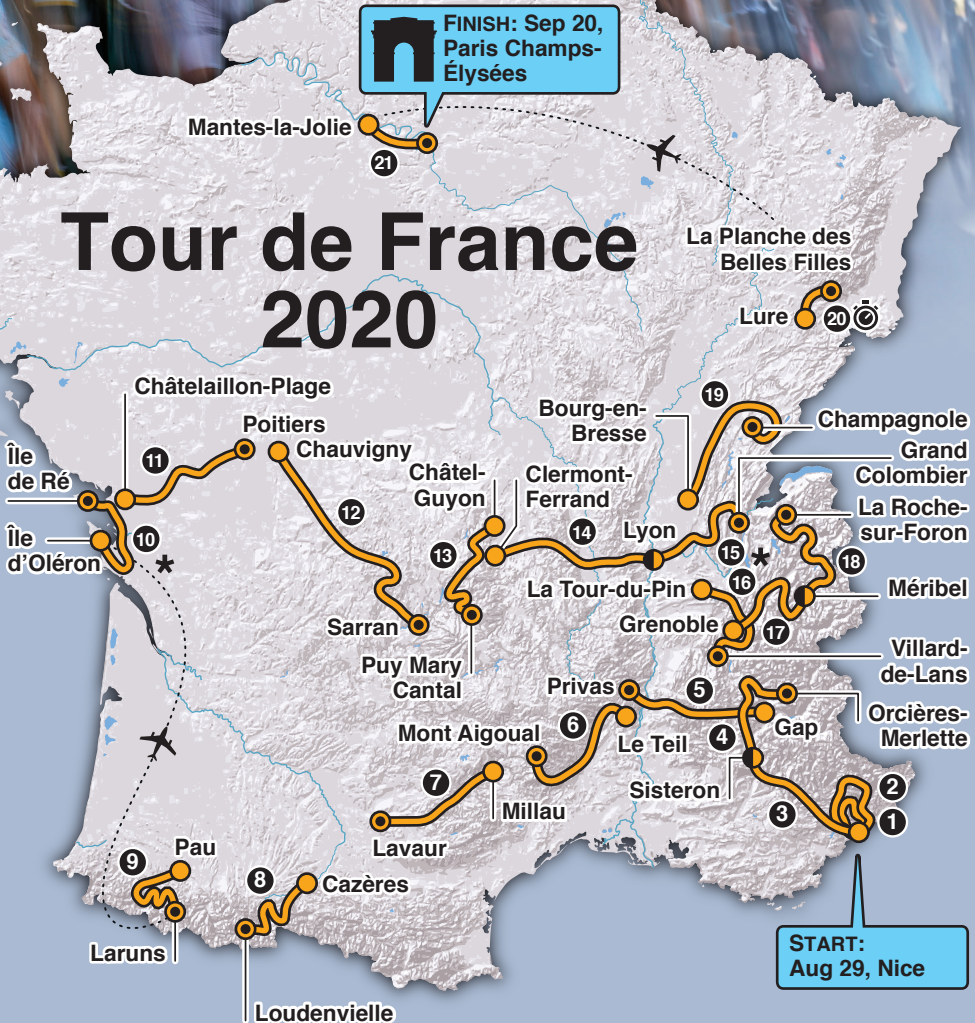 FINISH: Sep 20,
Paris Champs-
Élysées
Mantes-la-Jolie
21
Tour de France
2020
La Planche des
Belles Filles
Lure
20
Châtelaillon-Plage
Poitiers
Chauvigny
11
Île
de Ré
10
Île
d'Oléron
*
12
Sarran
Châtel-
Guyon
Clermont-
Ferrand
13
14
Puy Mary
Cantal
Bourg-en-
Bresse
19
Champagnole
Grand
Colombier
Lyon
15
*
La Roche-
sur-Foron
18
La Tour-du-Pin
16
Méribel
Grenoble
17
Villard-
de-Lans
Privas
5
Orcières-
Merlette
Gap
4
Le Teil
6
Mont Aigoual
Sisteron
3
2
1
7
Millau
Lavaur
9
Pau
8
Cazères
Laruns
Loudenvielle
START:
Aug 29, Nice